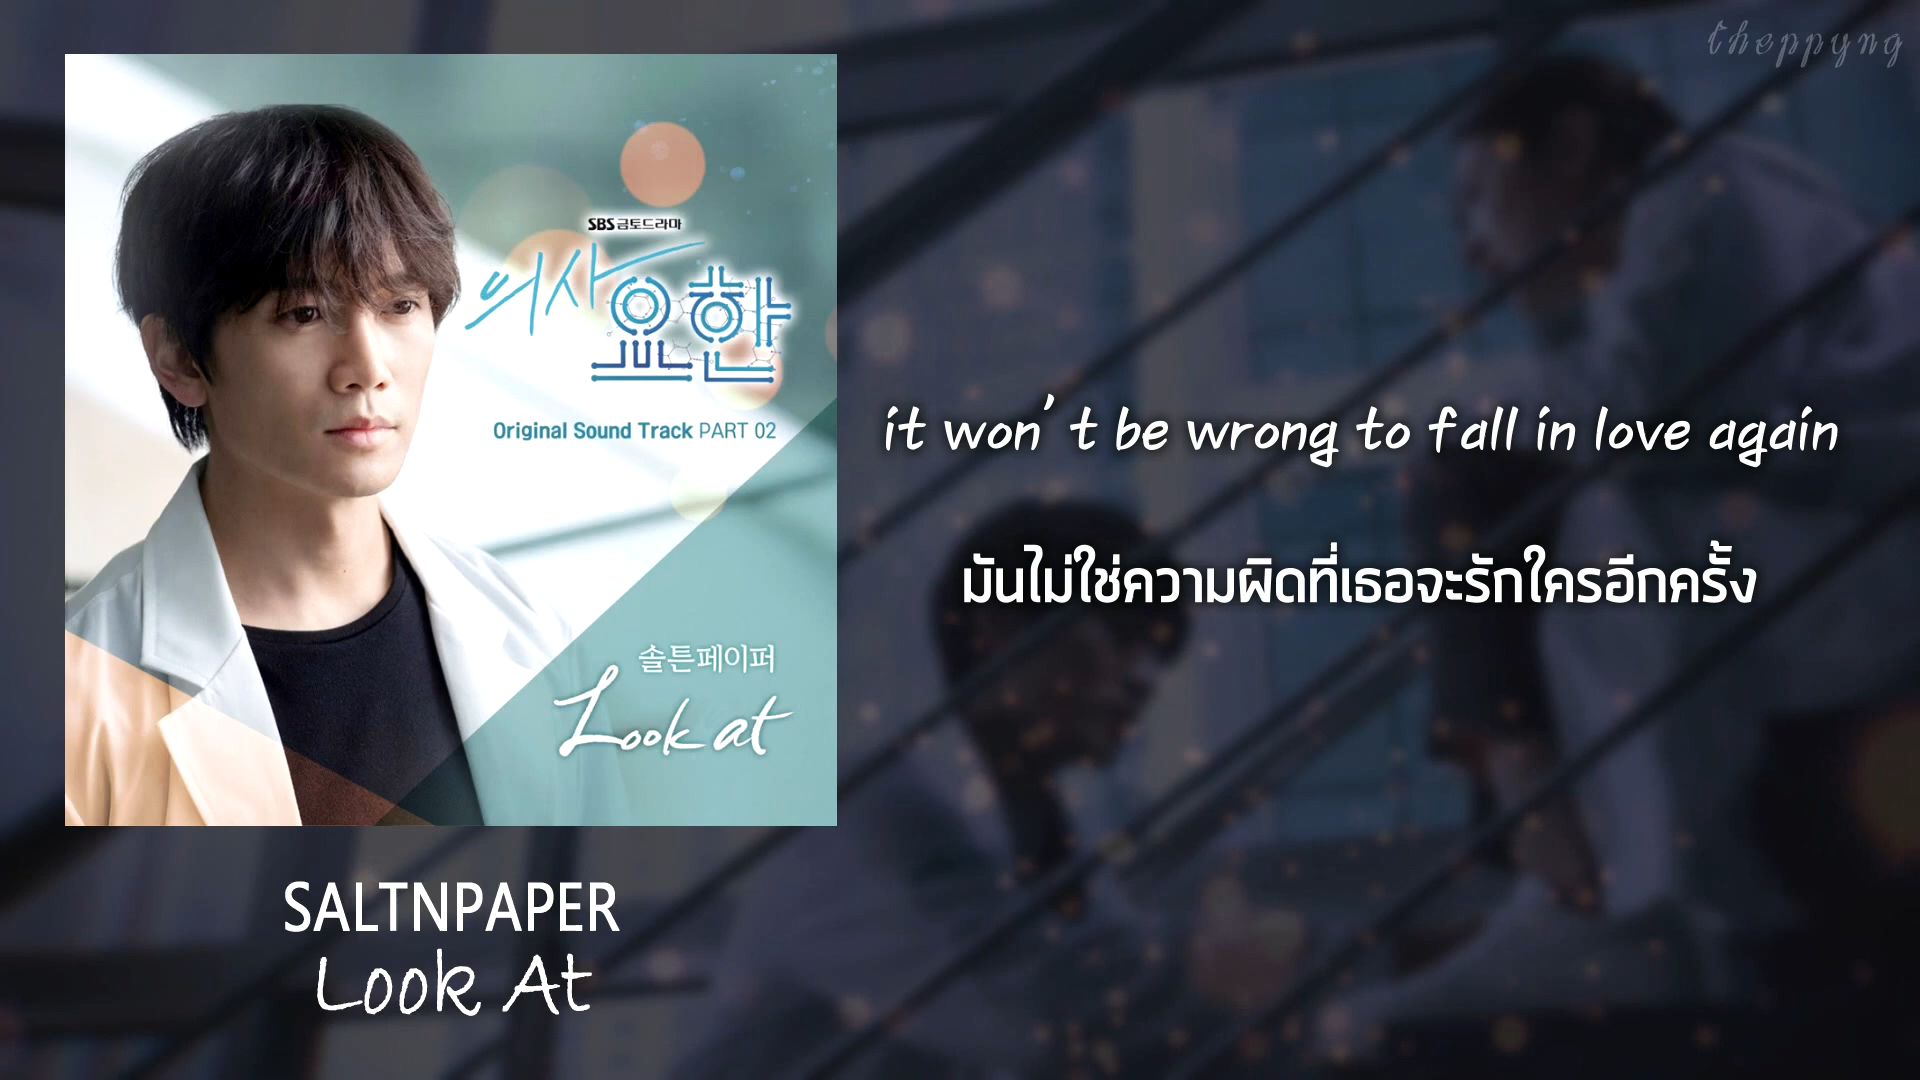 theppyng
SBS 금토드라마
의사 요한
Original Sound Track PART 02
솔튼페이퍼
Look at
it won't be wrong to fall in love again
มันไม่ใช่ความผิดที่เธอจะรักใครอีกครั้ง
SALTNPAPER
Look At